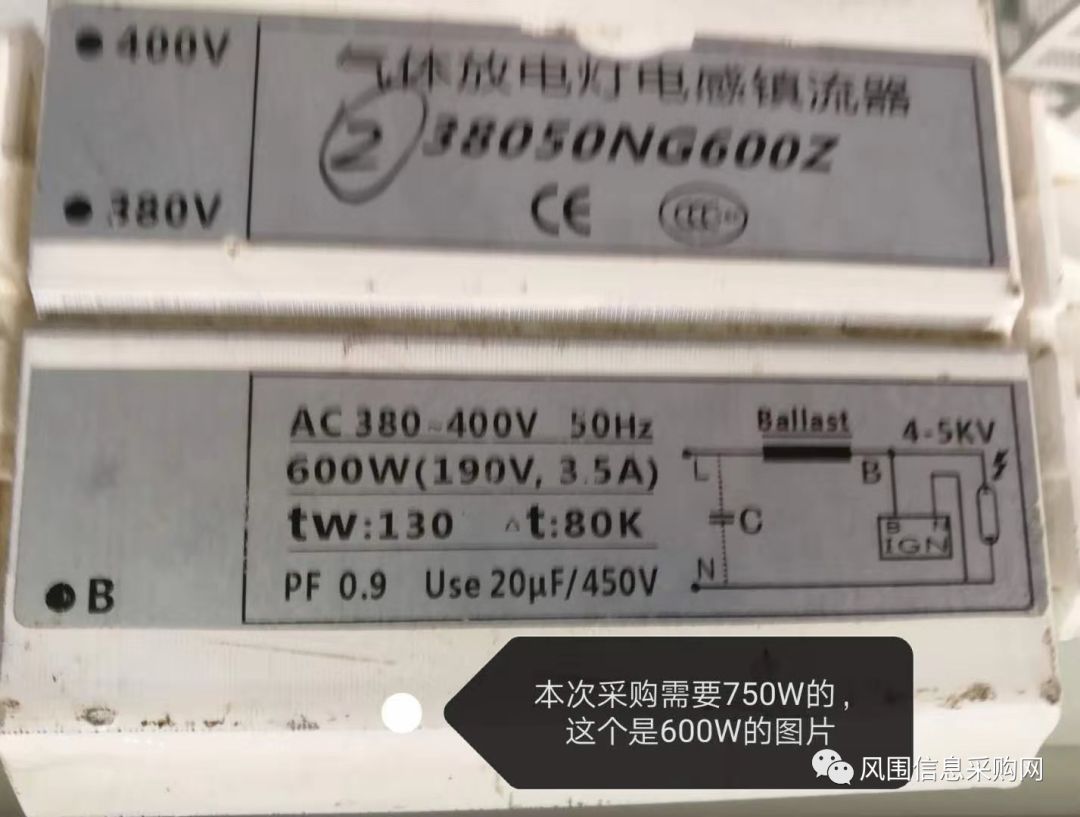 400V
气体放电灯电感镇流器
2
38050NG600Z
380V
CE
CCC
AC 380~400V 50Hz
600W(190V, 3.5A)
tw:130 △t:80K
PF 0.9 Use 20μF/450V
B
Ballast
4-5KV
L
B
C
B N
IGN
N
本次采购需要750W的,
这个是600W的图片
风围信息采购网